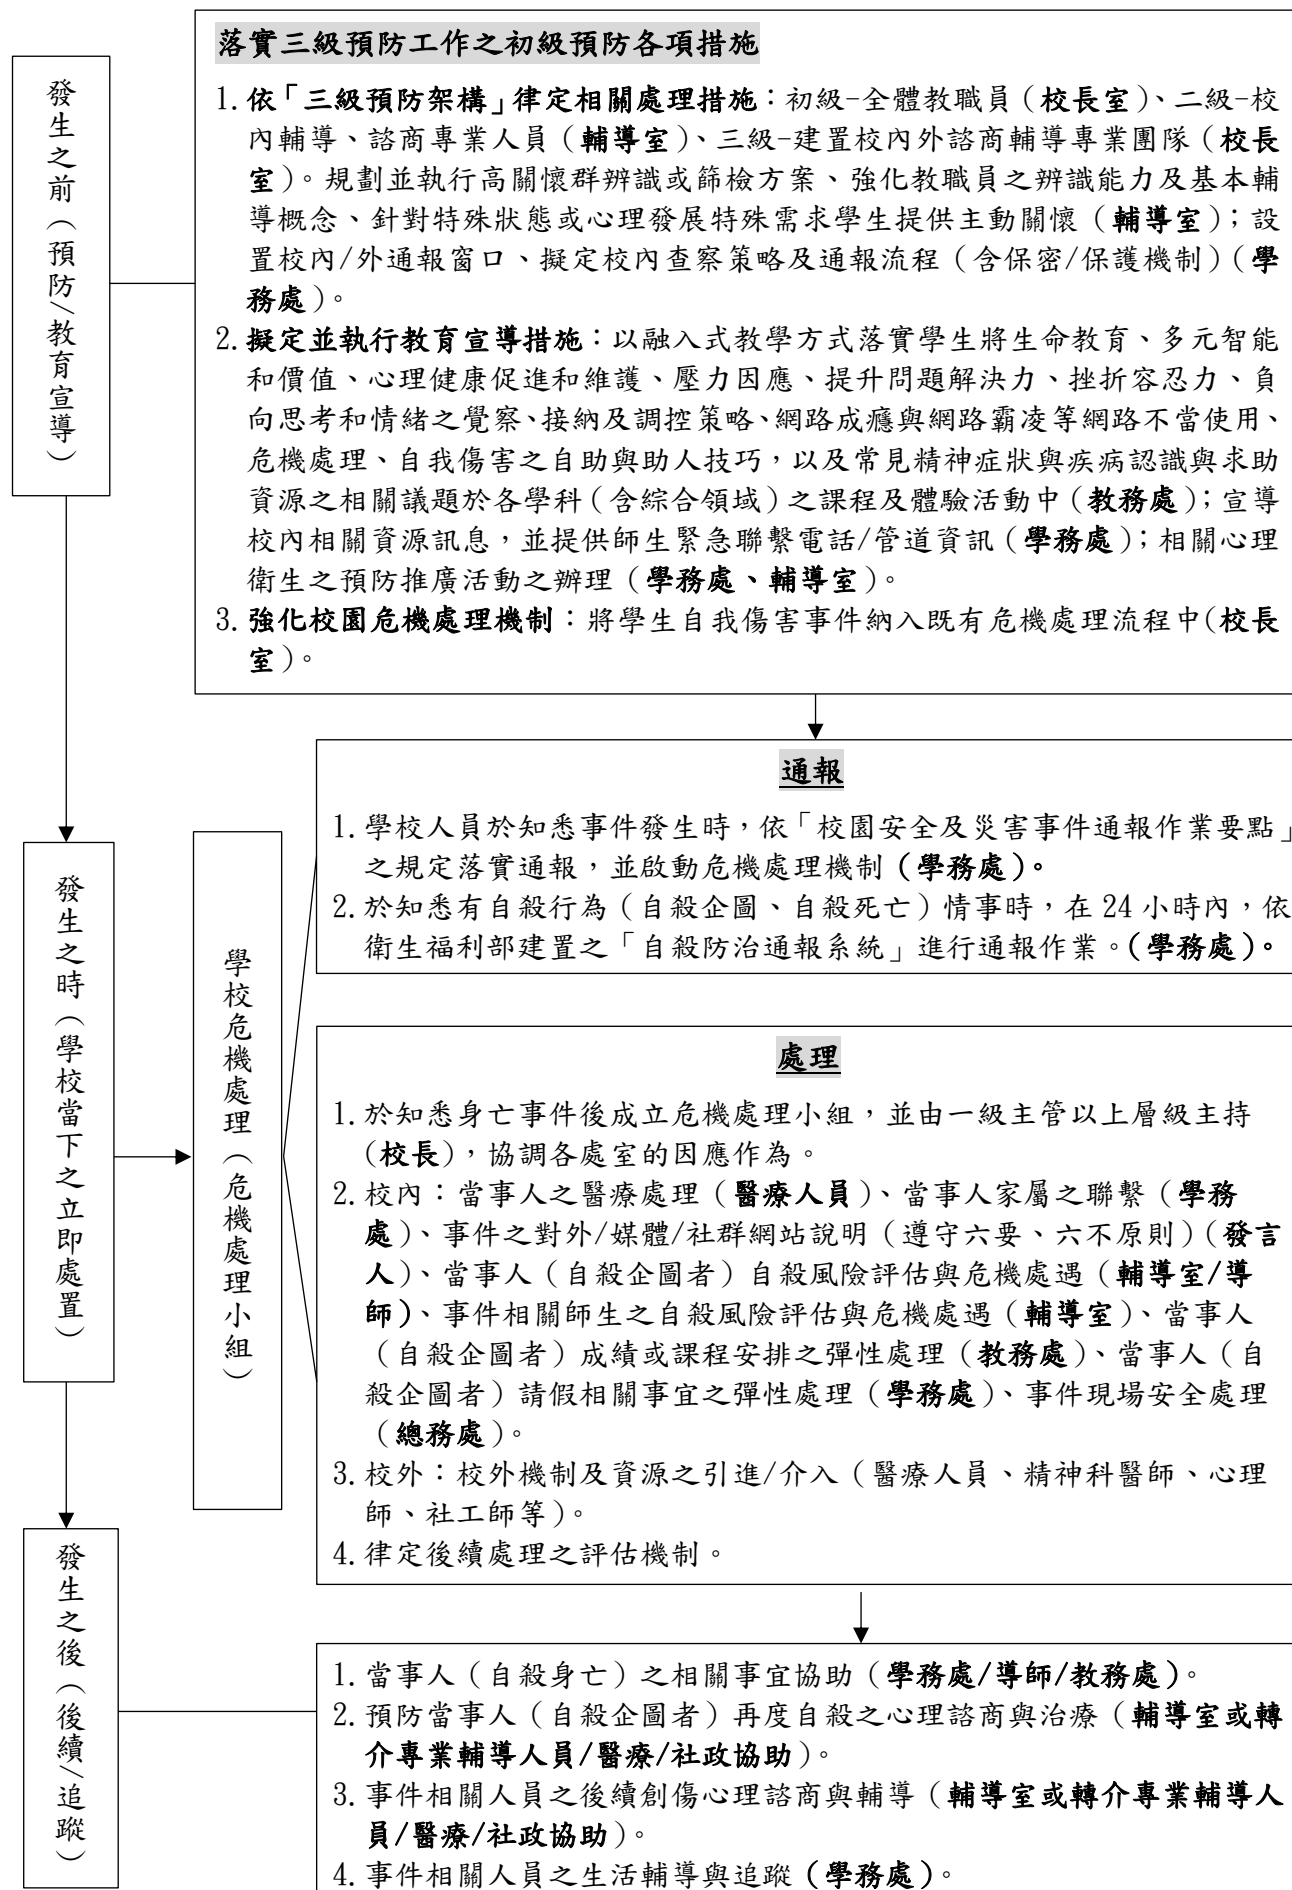 落實三級預防工作之初級預防各項措施
1.依「三級預防架構」律定相關處理措施：初級-全體教職員（校長室）、二級-校
內輔導、諮商專業人員（輔導室）、三級-建置校內外諮商輔導專業團隊（校長
室）。規劃並執行高關懷群辨識或篩檢方案、強化教職員之辨識能力及基本輔
導概念、針對特殊狀態或心理發展特殊需求學生提供主動關懷（輔導室）；設
置校內/外通報窗口、擬定校內查察策略及通報流程（含保密/保護機制）（學
務處）。
2.擬定並執行教育宣導措施：以融入式教學方式落實學生將生命教育、多元智能
和價值、心理健康促進和維護、壓力因應、提升問題解決力、挫折容忍力、負
向思考和情緒之覺察、接納及調控策略、網路成癮與網路霸凌等網路不當使用、
危機處理、自我傷害之自助與助人技巧，以及常見精神症狀與疾病認識與求助
資源之相關議題於各學科（含綜合領域）之課程及體驗活動中（教務處）；宣導
校內相關資源訊息，並提供師生緊急聯繫電話/管道資訊（學務處）；相關心理
衛生之預防推廣活動之辦理（學務處、輔導室）。
3.強化校園危機處理機制：將學生自我傷害事件納入既有危機處理流程中(校長
室）。
發生之前（預防/教育宣導）
通報
1.學校人員於知悉事件發生時，依「校園安全及災害事件通報作業要點」
之規定落實通報，並啟動危機處理機制（學務處）。
2.於知悉有自殺行為（自殺企圖、自殺死亡）情事時，在 24 小時內，依
衛生福利部建置之「自殺防治通報系統」進行通報作業。（學務處）。
發生之時（學校當下之立即處置）
學校危機處理（危機處理小組）
處理
1.於知悉身亡事件後成立危機處理小組，並由一級主管以上層級主持
(校長)，協調各處室的因應作為。
2.校內：當事人之醫療處理（醫療人員）、當事人家屬之聯繫（學務
處）、事件之對外/媒體/社群網站說明（遵守六要、六不原則）（發言
人）、當事人（自殺企圖者）自殺風險評估與危機處遇（輔導室/導
師）、事件相關師生之自殺風險評估與危機處遇（輔導室）、當事人
（自殺企圖者）成績或課程安排之彈性處理（教務處）、當事人（自
殺企圖者）請假相關事宜之彈性處理（學務處）、事件現場安全處理
（總務處）。
3.校外：校外機制及資源之引進/介入（醫療人員、精神科醫師、心理
師、社工師等）。
4.律定後續處理之評估機制。
發生之後（後續/追蹤）
1.當事人（自殺身亡）之相關事宜協助（學務處/導師/教務處）。
2.預防當事人（自殺企圖者）再度自殺之心理諮商與治療（輔導室或轉
介專業輔導人員/醫療/社政協助）。
3.事件相關人員之後續創傷心理諮商與輔導（輔導室或轉介專業輔導人
員/醫療/社政協助）。
4.事件相關人員之生活輔導與追蹤（學務處）。